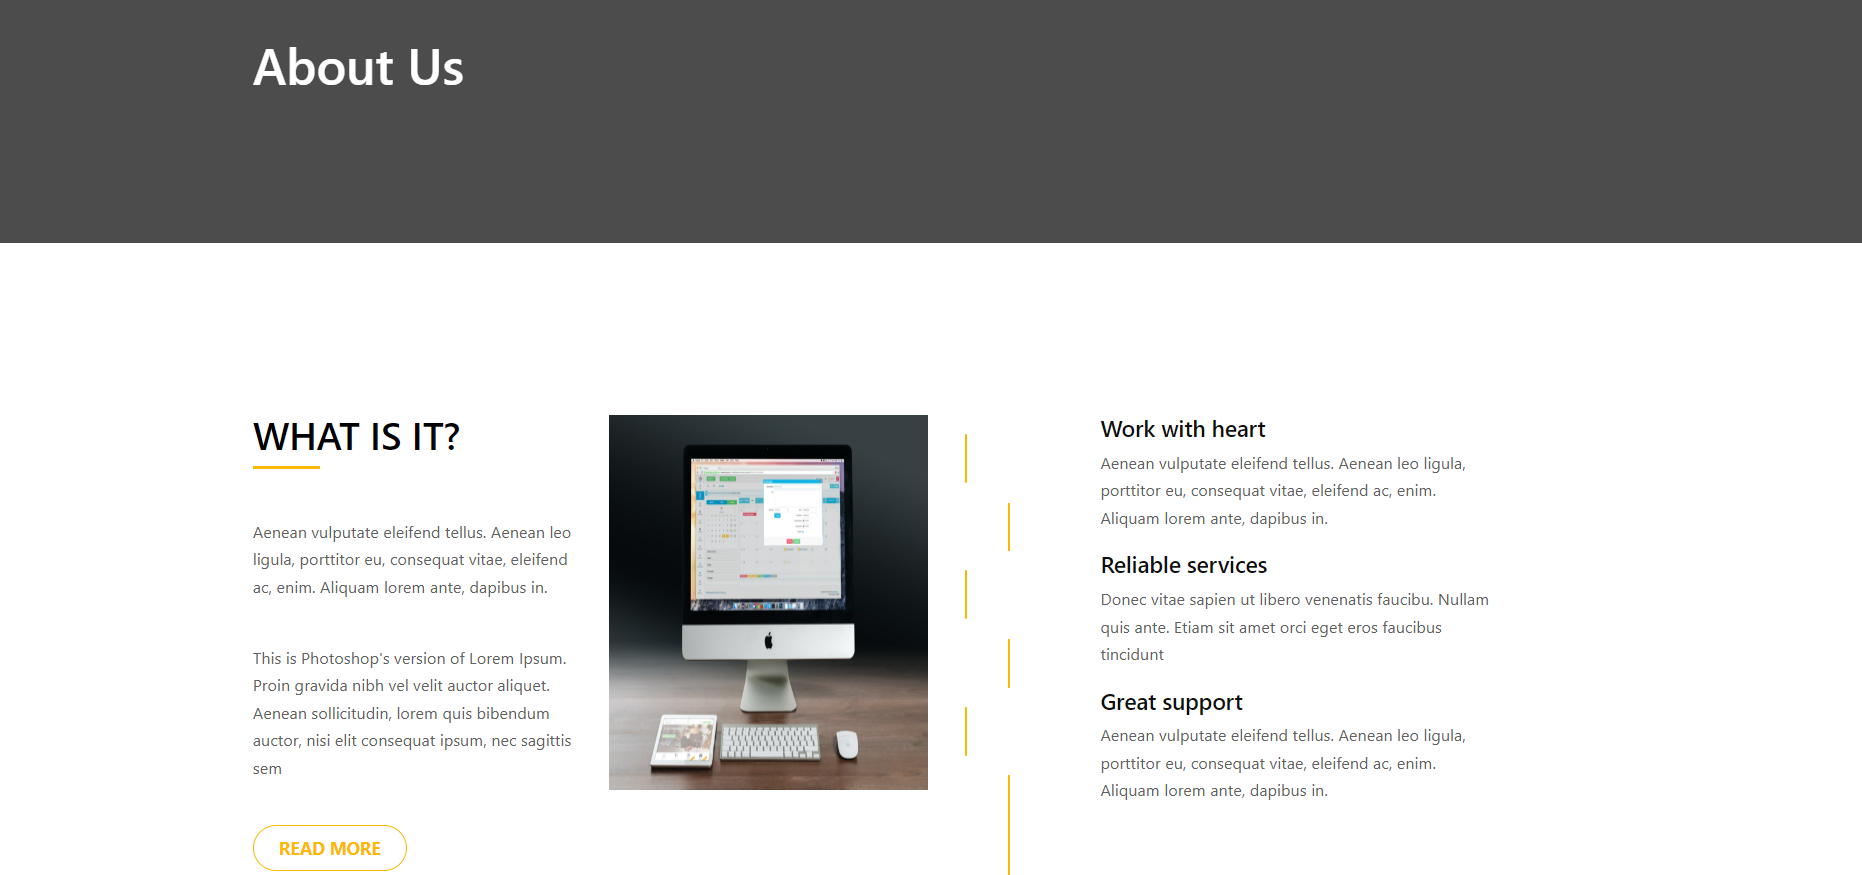 About Us
WHAT IS IT?
Aenean vulputate eleifend tellus. Aenean leo
ligula, porttitor eu, consequat vitae, eleifend
ac, enim. Aliquam lorem ante, dapibus in.
This is Photoshop's version of Lorem Ipsum.
Proin gravida nibh vel velit auctor aliquet.
Aenean sollicitudin, lorem quis bibendum
auctor, nisi elit consequat ipsum, nec sagittis
sem
READ MORE
Work with heart
Aenean vulputate eleifend tellus. Aenean leo ligula,
porttitor eu, consequat vitae, eleifend ac, enim.
Aliquam lorem ante, dapibus in.
Reliable services
Donec vitae sapien ut libero venenatis faucibu. Nullam
quis ante. Etiam sit amet orci eget eros faucibus
tincidunt
Great support
Aenean vulputate eleifend tellus. Aenean leo ligula,
porttitor eu, consequat vitae, eleifend ac, enim.
Aliquam lorem ante, dapibus in.